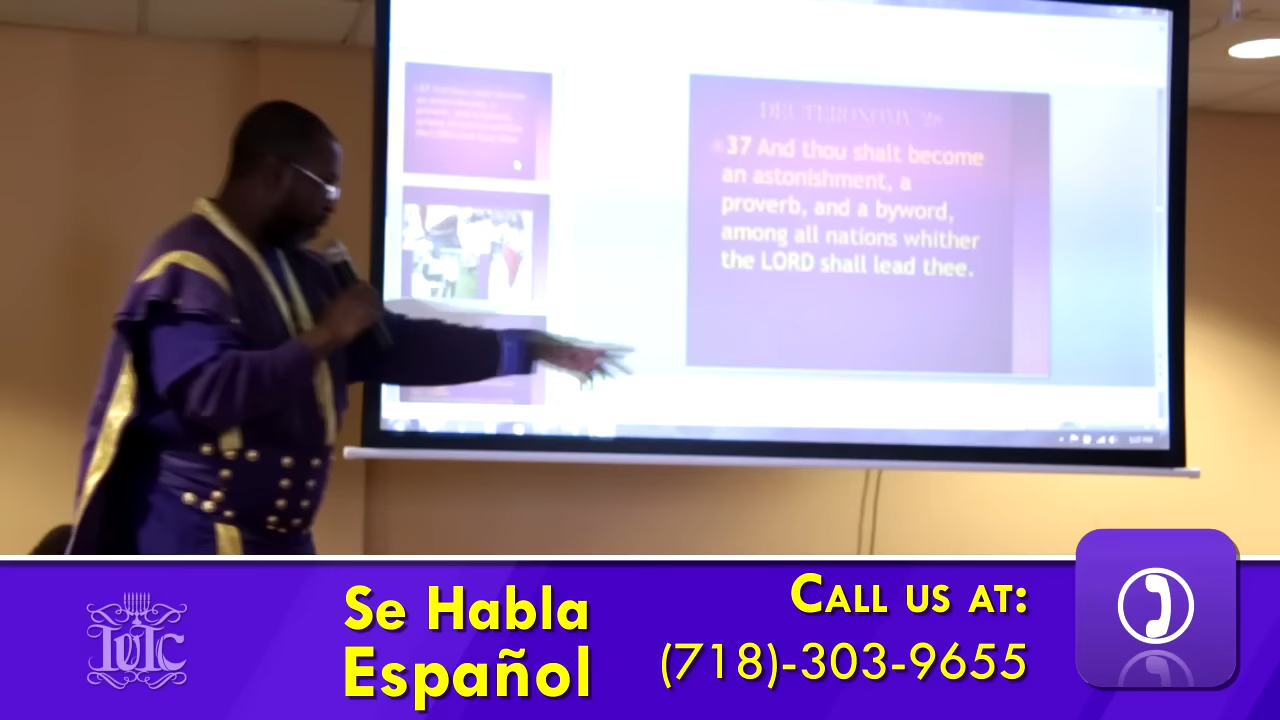 DEUTERONOMY 28
37 And thou shalt become
an astonishment, a
proverb, and a byword,
among all nations whither
the LORD shall lead thee.
IUIC
Se Habla
Español
CALL US AT:
(718)-303-9655